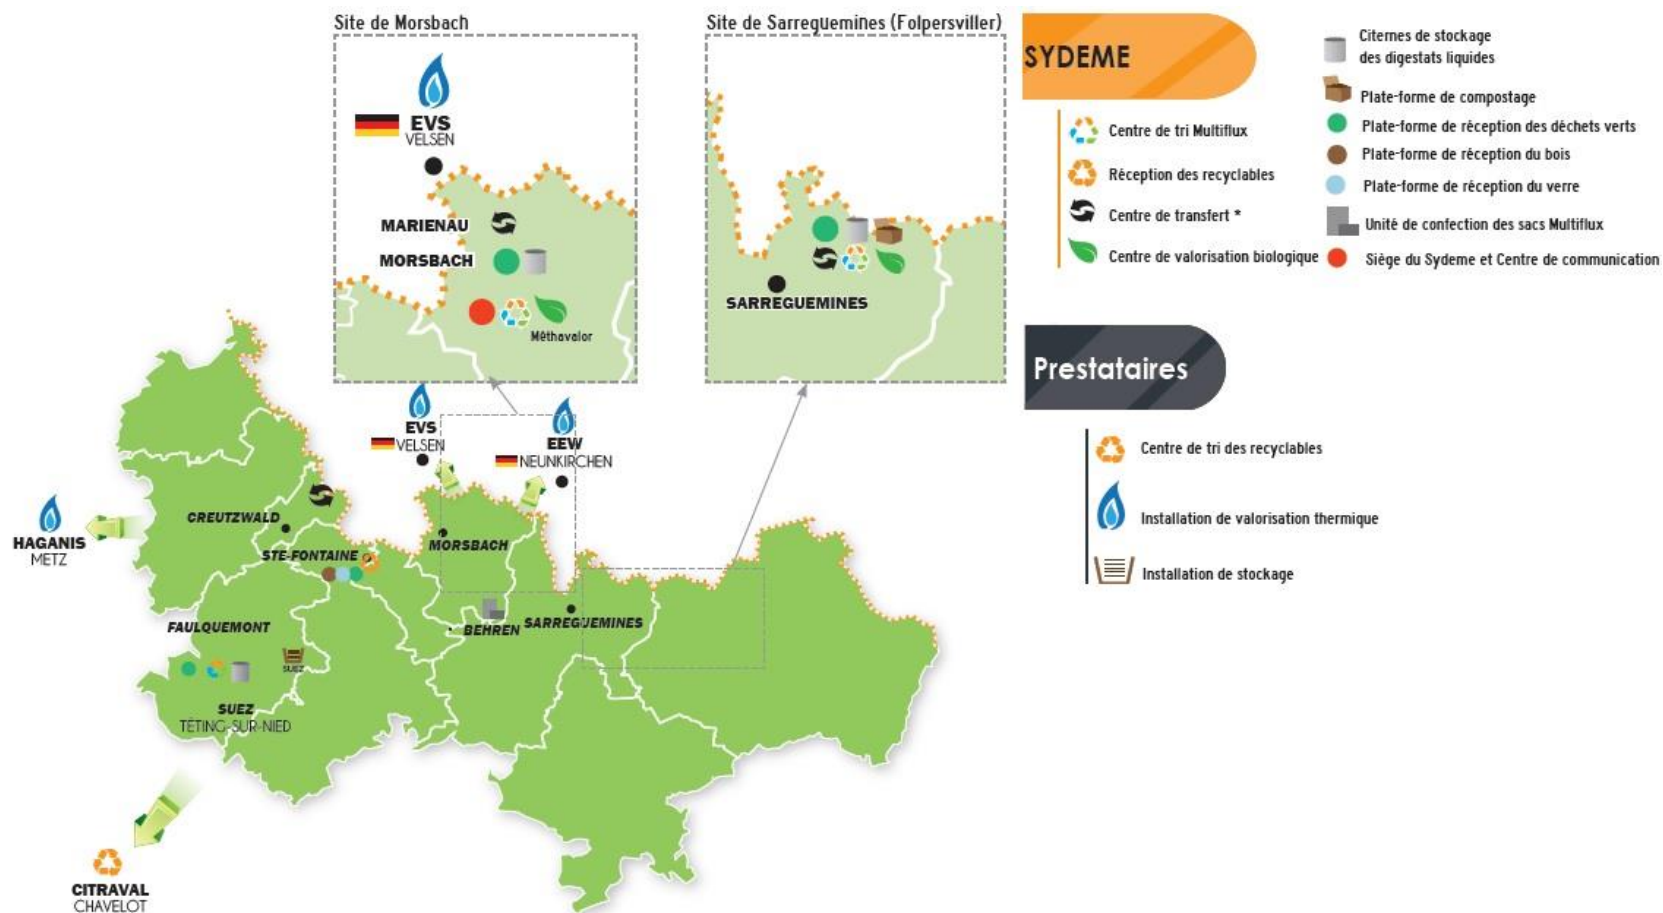 Site de Morsbach
EVS
VELSEN
MARIENAU
MORSBACH
Méthavalor
Site de Sarreguemines (Folpersviller)
SARREGUEMINES
SYDEME
Centre de tri Multiflux
Réception des recyclables
Centre de transfert *
Centre de valorisation biologique
Citernes de stockage
des digestats liquides
Plate-forme de compostage
Plate-forme de réception des déchets verts
Plate-forme de réception du bois
Plate-forme de réception du verre
Unité de confection des sacs Multiflux
Siège du Sydeme et Centre de communication
Prestataires
Centre de tri des recyclables
Installation de valorisation thermique
Installation de stockage
EVS
VELSEN
EEW
NEUNKIRCHEN
HAGANIS
METZ
CREUTZWALD
STE-FONTAINE
MORSBACH
FAULQUEMONT
BEHREN
SARREGUEMINES
SUEZ
SUEZ
TÉTING-SUR-NIED
CITRAVAL
CHAVELOT